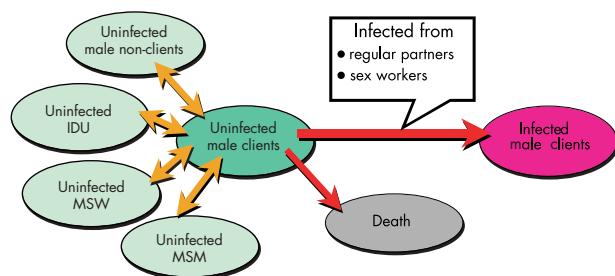 Infected from
• regular partners
• sex workers
Uninfected
male non-clients
Uninfected
IDU
Uninfected
male clients
Infected
male clients
Uninfected
MSW
Uninfected
MSM
Death